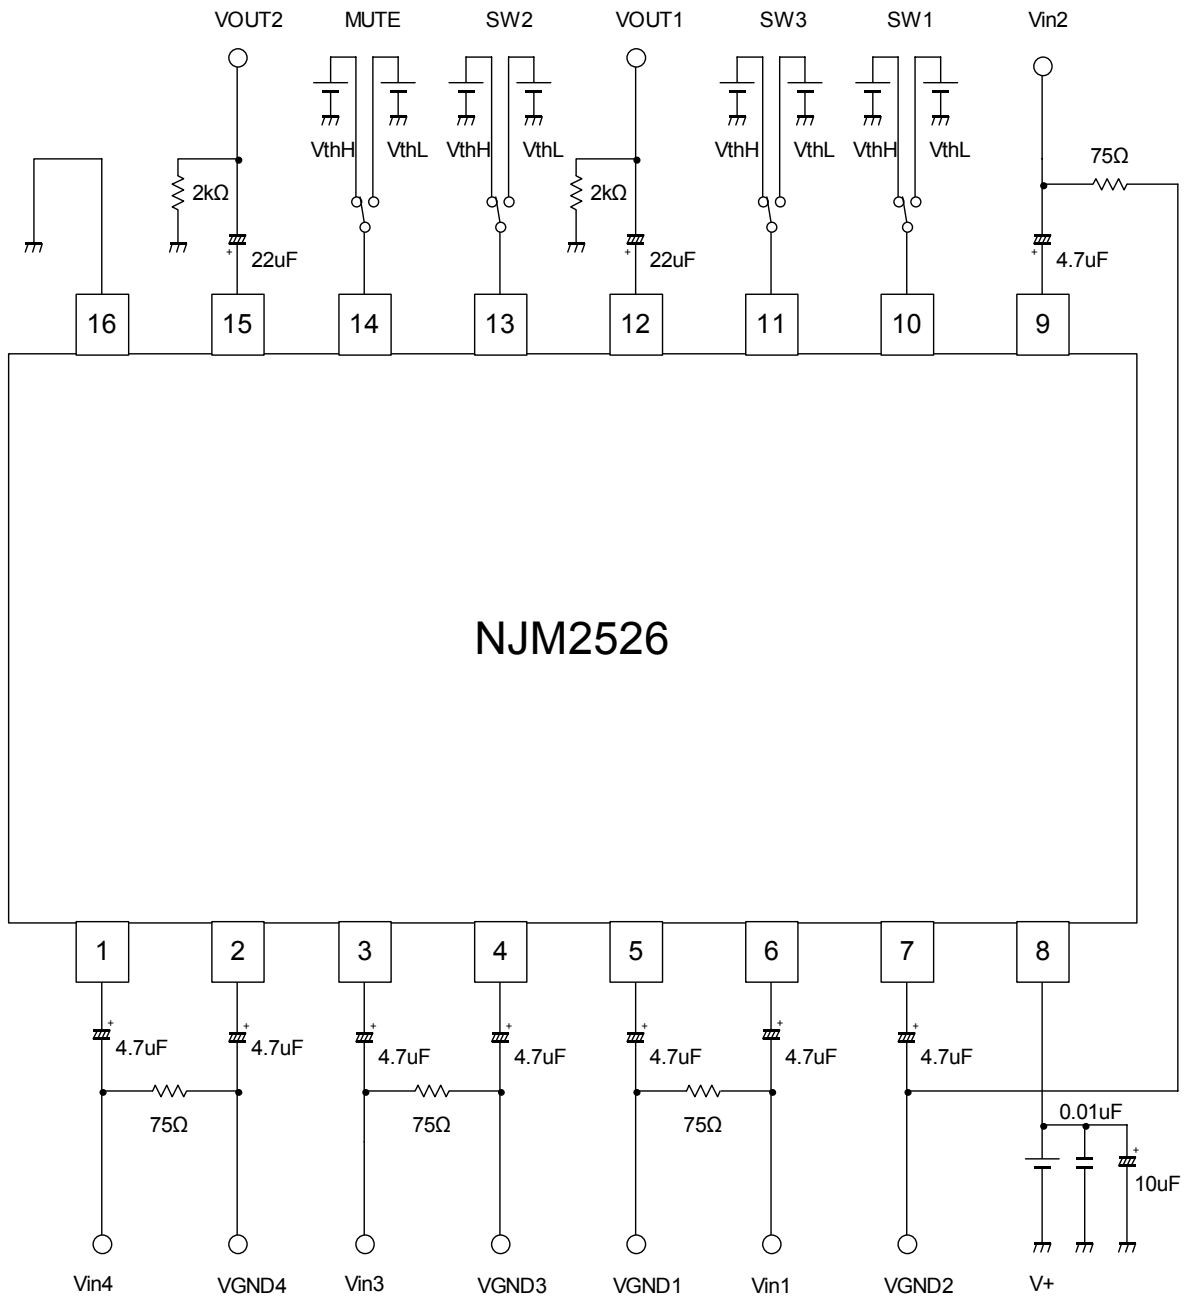 VOUT2 MUTE SW2 VOUT1 SW3 SW1 Vin2
VthH VthL VthH VthL VthH VthL VthH VthL 75Ω
2kΩ 2kΩ
22uF 22uF 4.7uF
+ + +
16 15 14 13 12 11 10 9
NJM2526
1 2 3 4 5 6 7 8
+ + + + + + +
4.7uF 4.7uF 4.7uF 4.7uF 4.7uF 4.7uF 4.7uF
75Ω 75Ω 75Ω 0.01uF
+
10uF
Vin4 VGND4 Vin3 VGND3 VGND1 Vin1 VGND2 V+